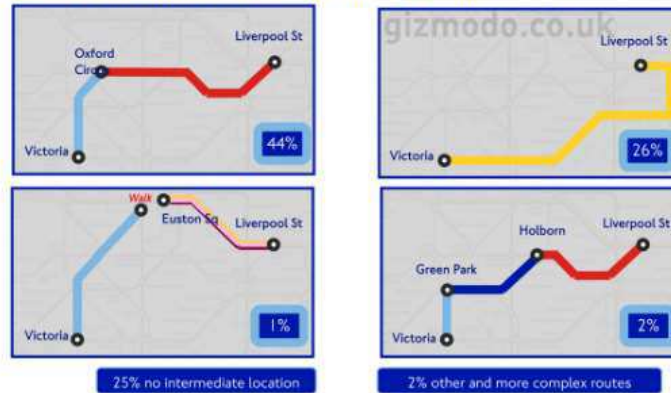 gizmodo.co.uk
Liverpool St
Oxford
Circ
Victoria
44%
Liverpool St
Victoria
26%
Walk
Euston Sq
Liverpool St
Victoria
1%
Holborn
Liverpool St
Green Park
Victoria
2%
25% no intermediate location
2% other and more complex routes